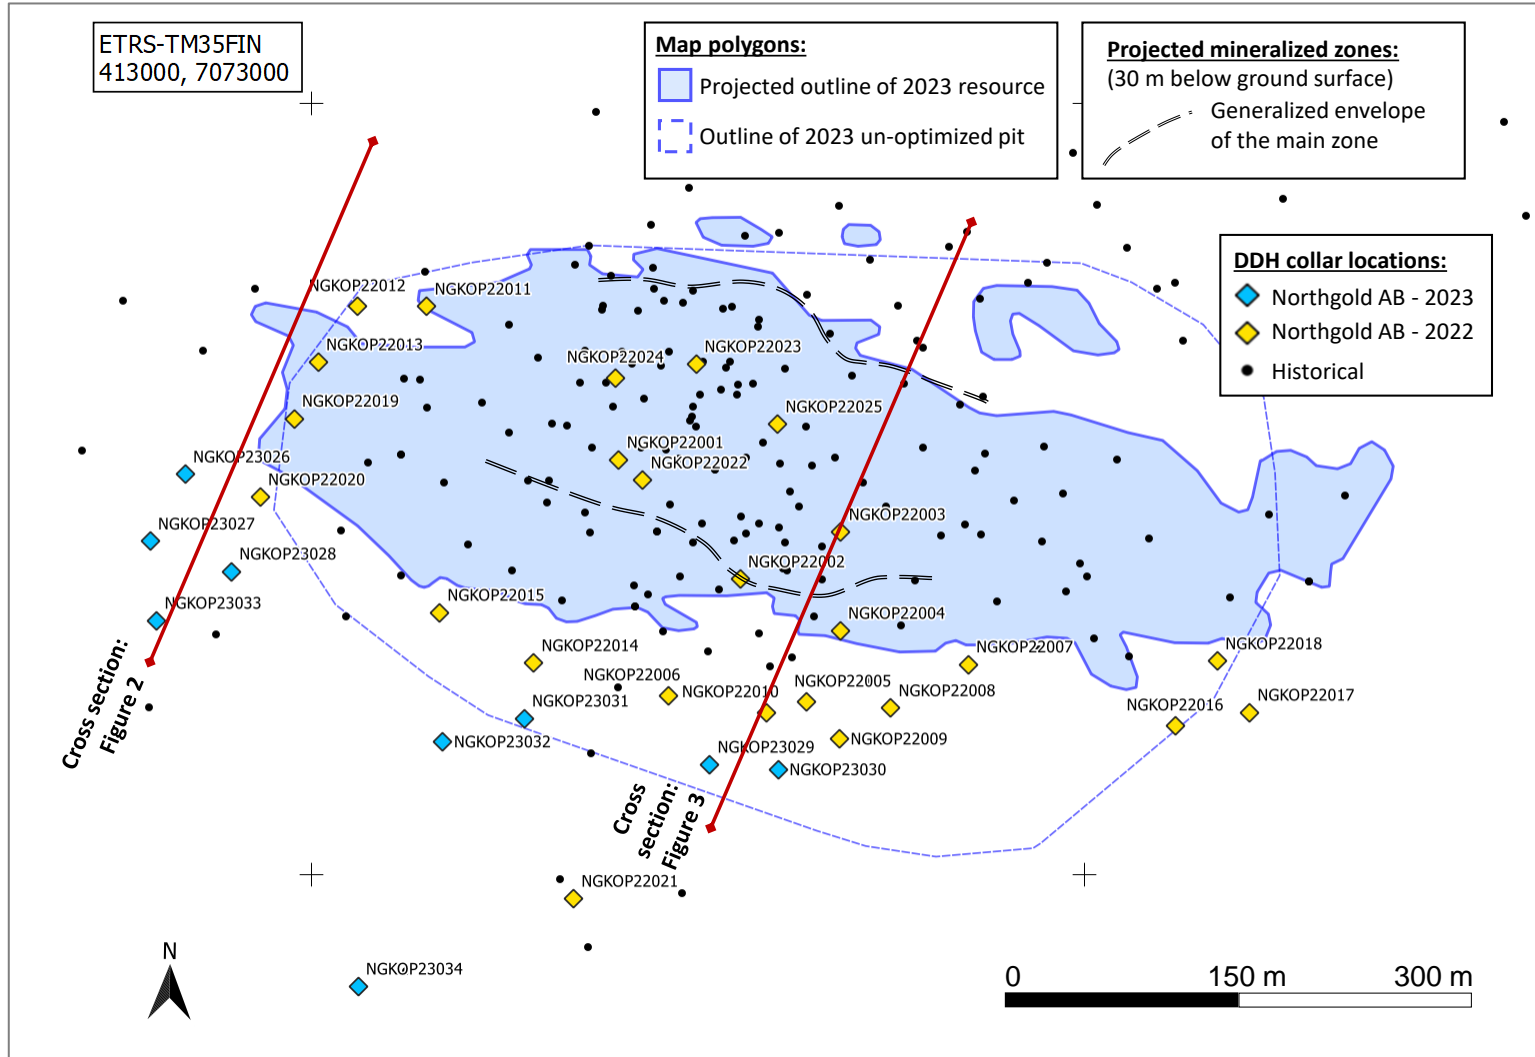 ETRS-TM35FIN
413000, 7073000
Map polygons:
Projected outline of 2023 resource
Outline of 2023 un-optimized pit
Projected mineralized zones:
(30 m below ground surface)
Generalized envelope
of the main zone
DDH collar locations:
Northgold AB - 2023
Northgold AB - 2022
Historical
NGKOP22012
NGKOP22011
NGKOP22013
NGKOP22024
NGKOP22023
NGKOP22019
NGKOP22025
NGKOP22001
NGKOP22022
NGKOP23026
NGKOP22020
NGKOP23027
NGKOP22003
NGKOP23028
NGKOP22002
NGKOP23033
NGKOP22015
NGKOP22004
NGKOP22014
NGKOP22007
NGKOP22018
NGKOP22006
NGKOP22010
NGKOP22005
NGKOP22008
NGKOP23031
NGKOP22016
NGKOP22017
NGKOP23032
NGKOP23029
NGKOP22009
NGKOP23030
Cross section:
Figure 2
Cross
section:
Figure 3
NGKOP22021
NGKOP23034
N
0 150 m 300 m